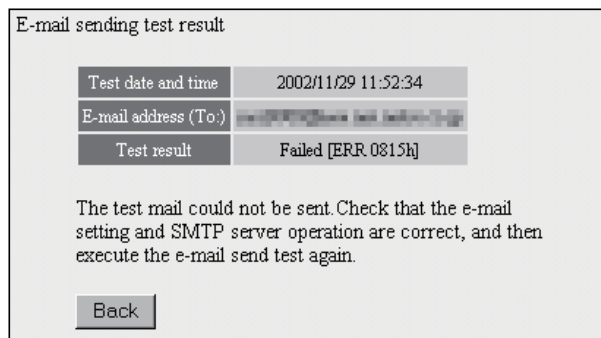 E-mail sending test result
Test date and time 2002/11/29 11:52:34
E-mail address (To:)
Test result Failed [ERR 0815h]
The test mail could not be sent.Check that the e-mail
setting and SMTP server operation are correct, and then
execute the e-mail send test again.
Back